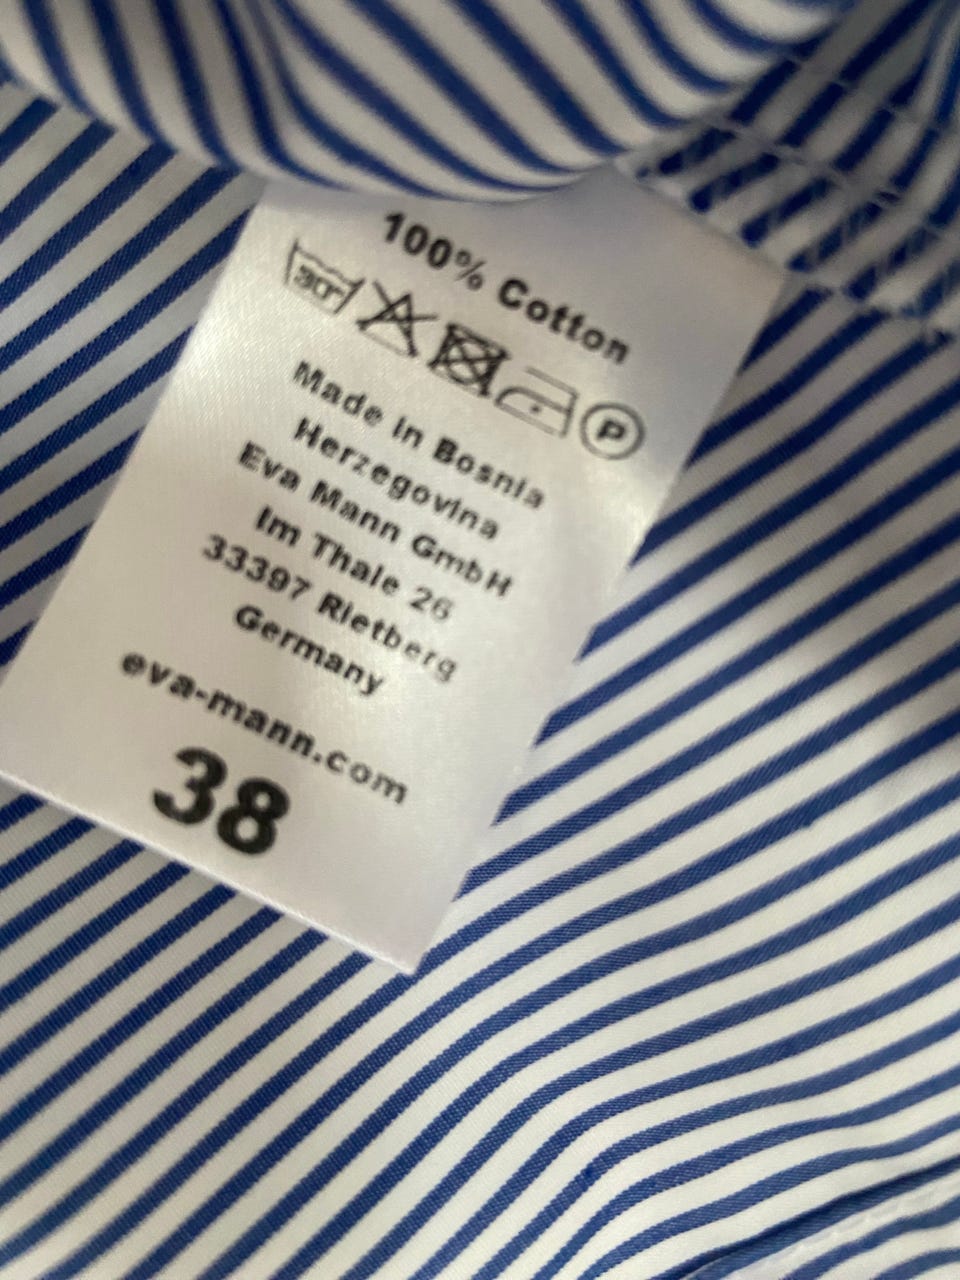 100% Cotton
30°
P
Made in Bosnia
Herzegovina
Eva Mann GmbH
Im Thale 26
33397 Rietberg
Germany
eva-mann.com
38